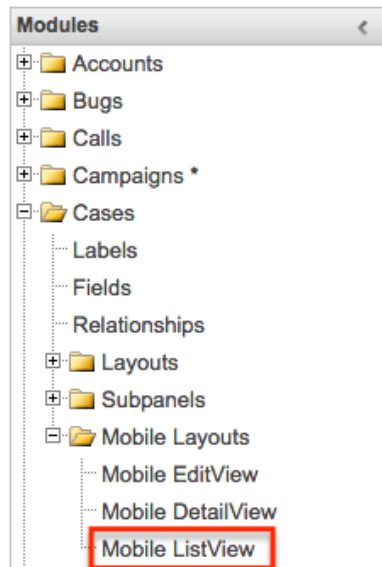 Modules
Accounts
Bugs
Calls
Campaigns *
Cases
Labels
Fields
Relationships
Layouts
Subpanels
Mobile Layouts
Mobile EditView
Mobile DetailView
Mobile ListView